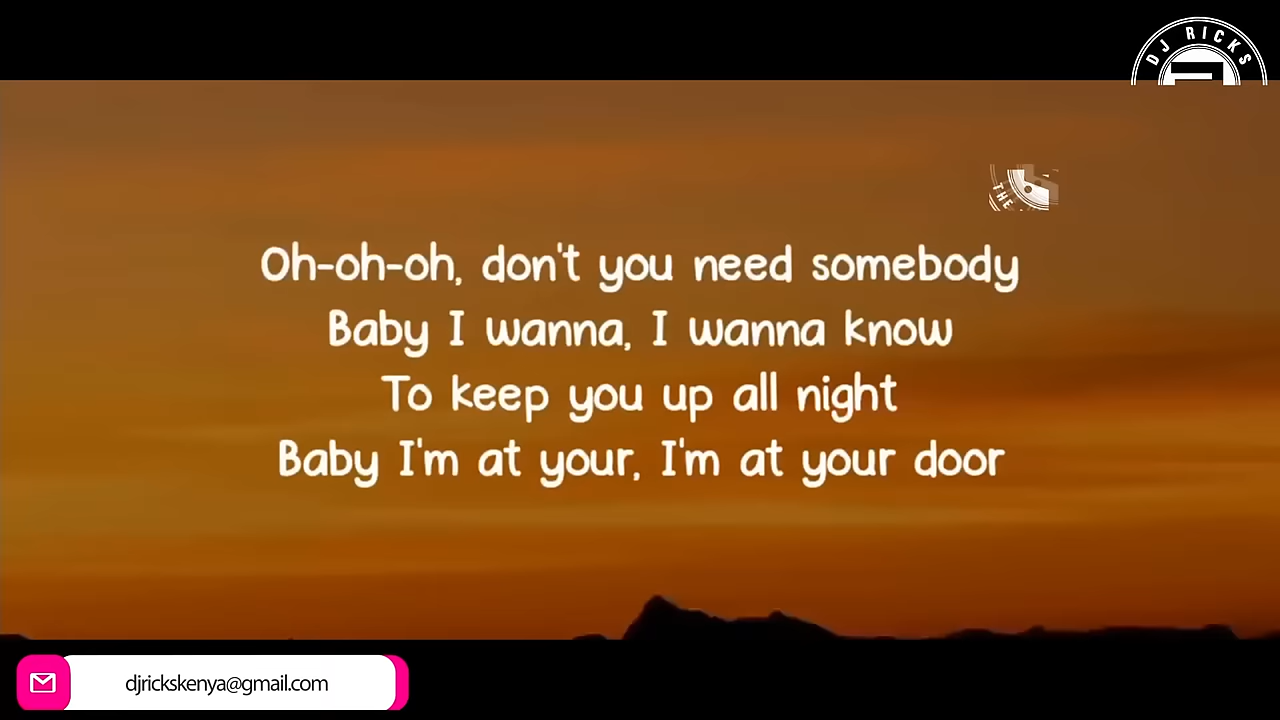 DJ RICKS
THE
Oh-oh-oh, don't you need somebody
Baby I wanna, I wanna know
To keep you up all night
Baby I'm at your, I'm at your door
djrickskenya@gmail.com